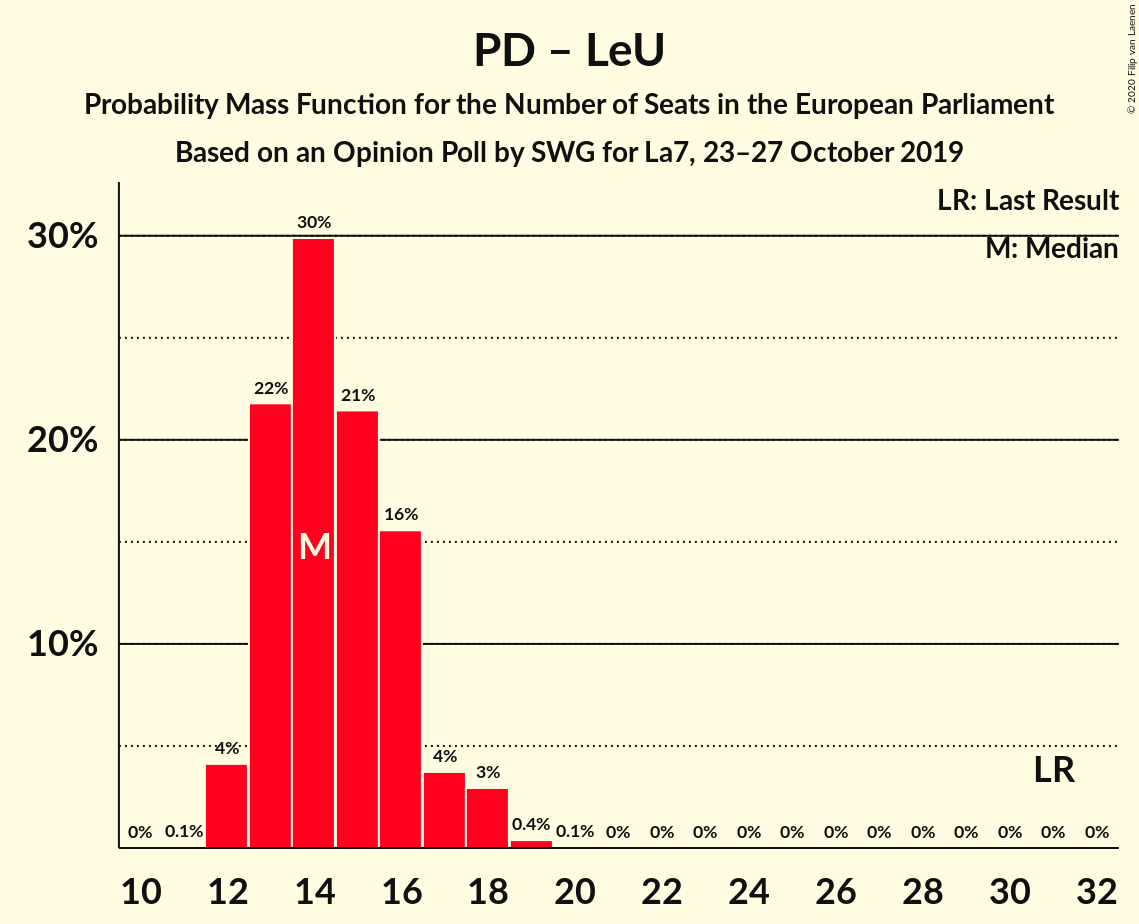 PD – LeU
Probability Mass Function for the Number of Seats in the European Parliament
Based on an Opinion Poll by SWG for La7, 23–27 October 2019
© 2020 Filip van Laenen
LR: Last Result
M: Median
30%
20%
10%
0% 0.1% 4% 22% 30% 21% 16% 4% 3% 0.4% 0.1% 0% 0% 0% 0% 0% 0% 0% 0% 0% 0% 0% 0%
M
LR
10 12 14 16 18 20 22 24 26 28 30 32